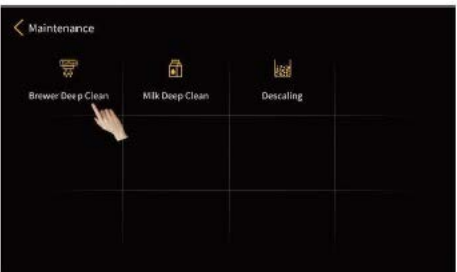 Maintenance
Brewer Deep Clean
Milk Deep Clean
Descaling